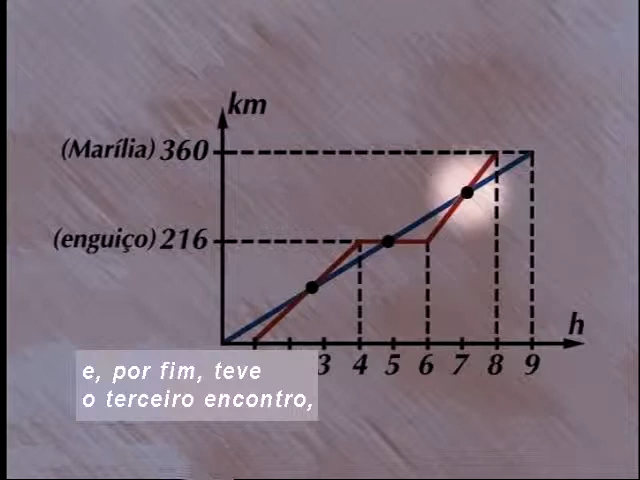 km
(Marília) 360
(enguiço) 216
h
3 4 5 6 7 8 9
e, por fim, teve
o terceiro encontro,